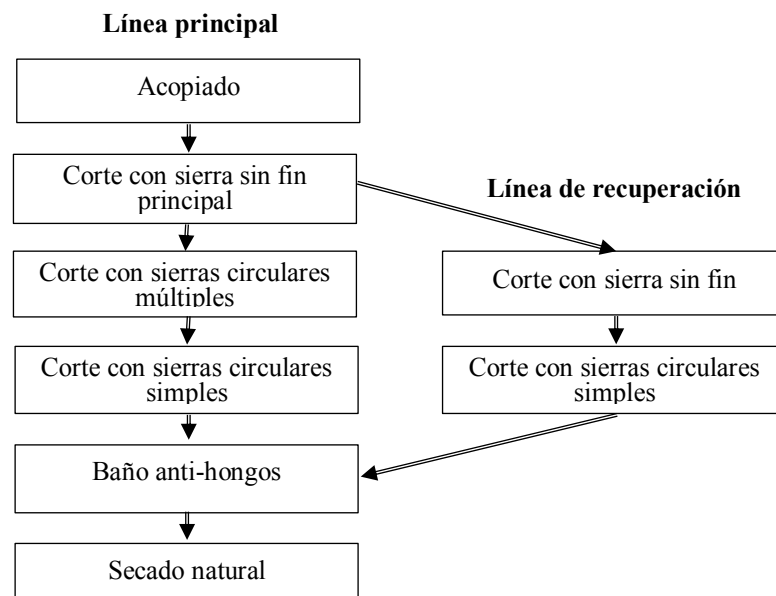 Línea principal
Acopiado
Corte con sierra sin fin
principal
Línea de recuperación
Corte con sierras circulares
múltiples
Corte con sierra sin fin
Corte con sierras circulares
simples
Corte con sierras circulares
simples
Baño anti-hongos
Secado natural